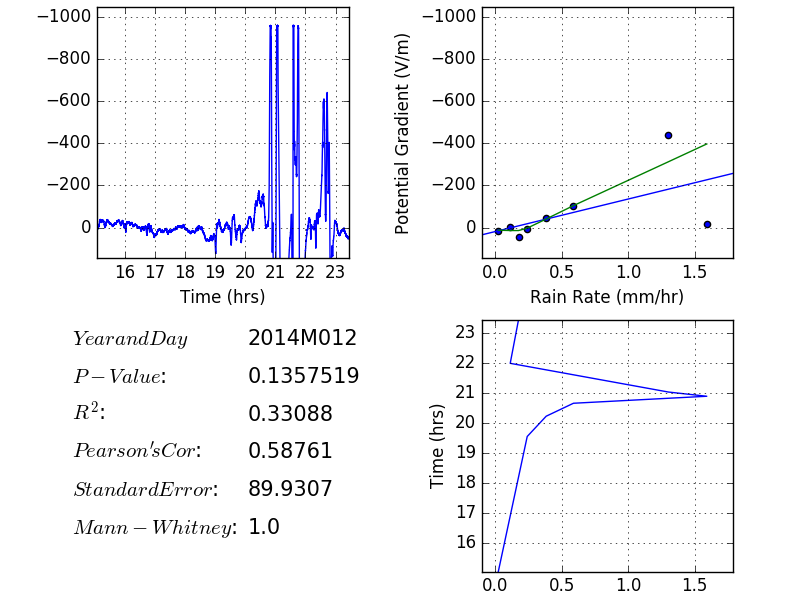 −1000
−800
−600
−400
−200
0
16 17 18 19 20 21 22 23
Time (hrs)
Potential Gradient (V/m)
−1000
−800
−600
−400
−200
0
0.0 0.5 1.0 1.5
Rain Rate (mm/hr)
YearandDay 2014M012
P−Value: 0.1357519
R²: 0.33088
Pearson'sCor: 0.58761
StandardError: 89.9307
Mann−Whitney: 1.0
Time (hrs)
23
22
21
20
19
18
17
16
0.0 0.5 1.0 1.5